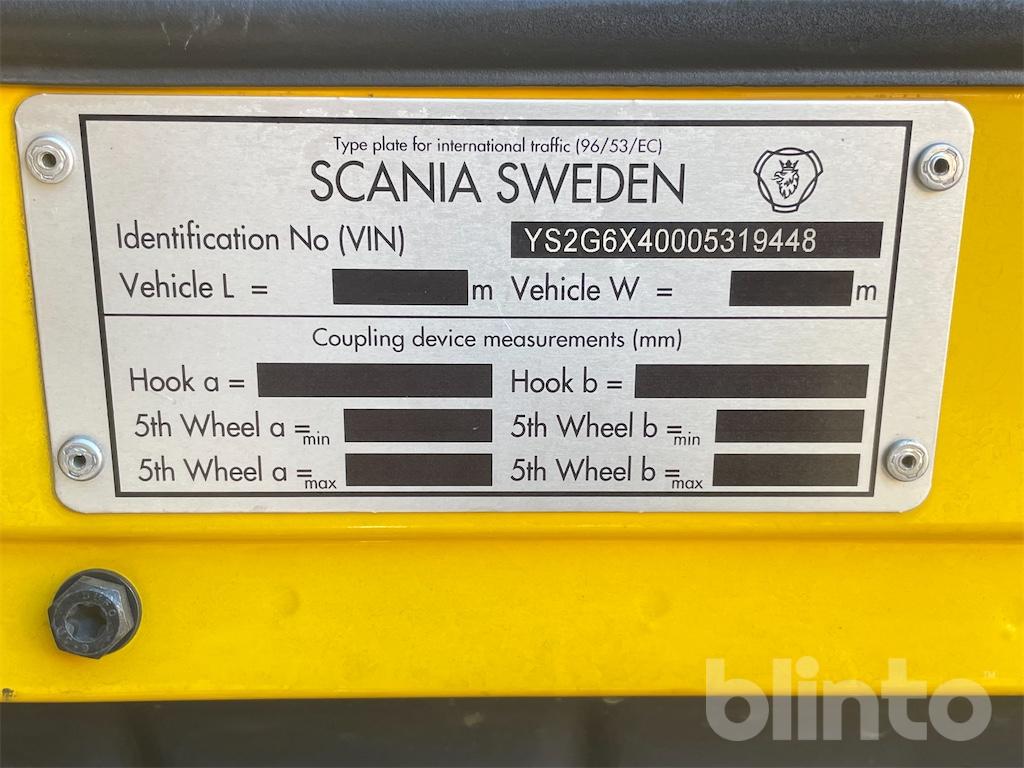 Type plate for international traffic (96/53/EC)
SCANIA SWEDEN
Identification No (VIN) YS2G6X40005319448
Vehicle L = m Vehicle W = m
Coupling device measurements (mm)
Hook a = Hook b =
5th Wheel a = min 5th Wheel b = min
5th Wheel a = max 5th Wheel b = max
blinto™